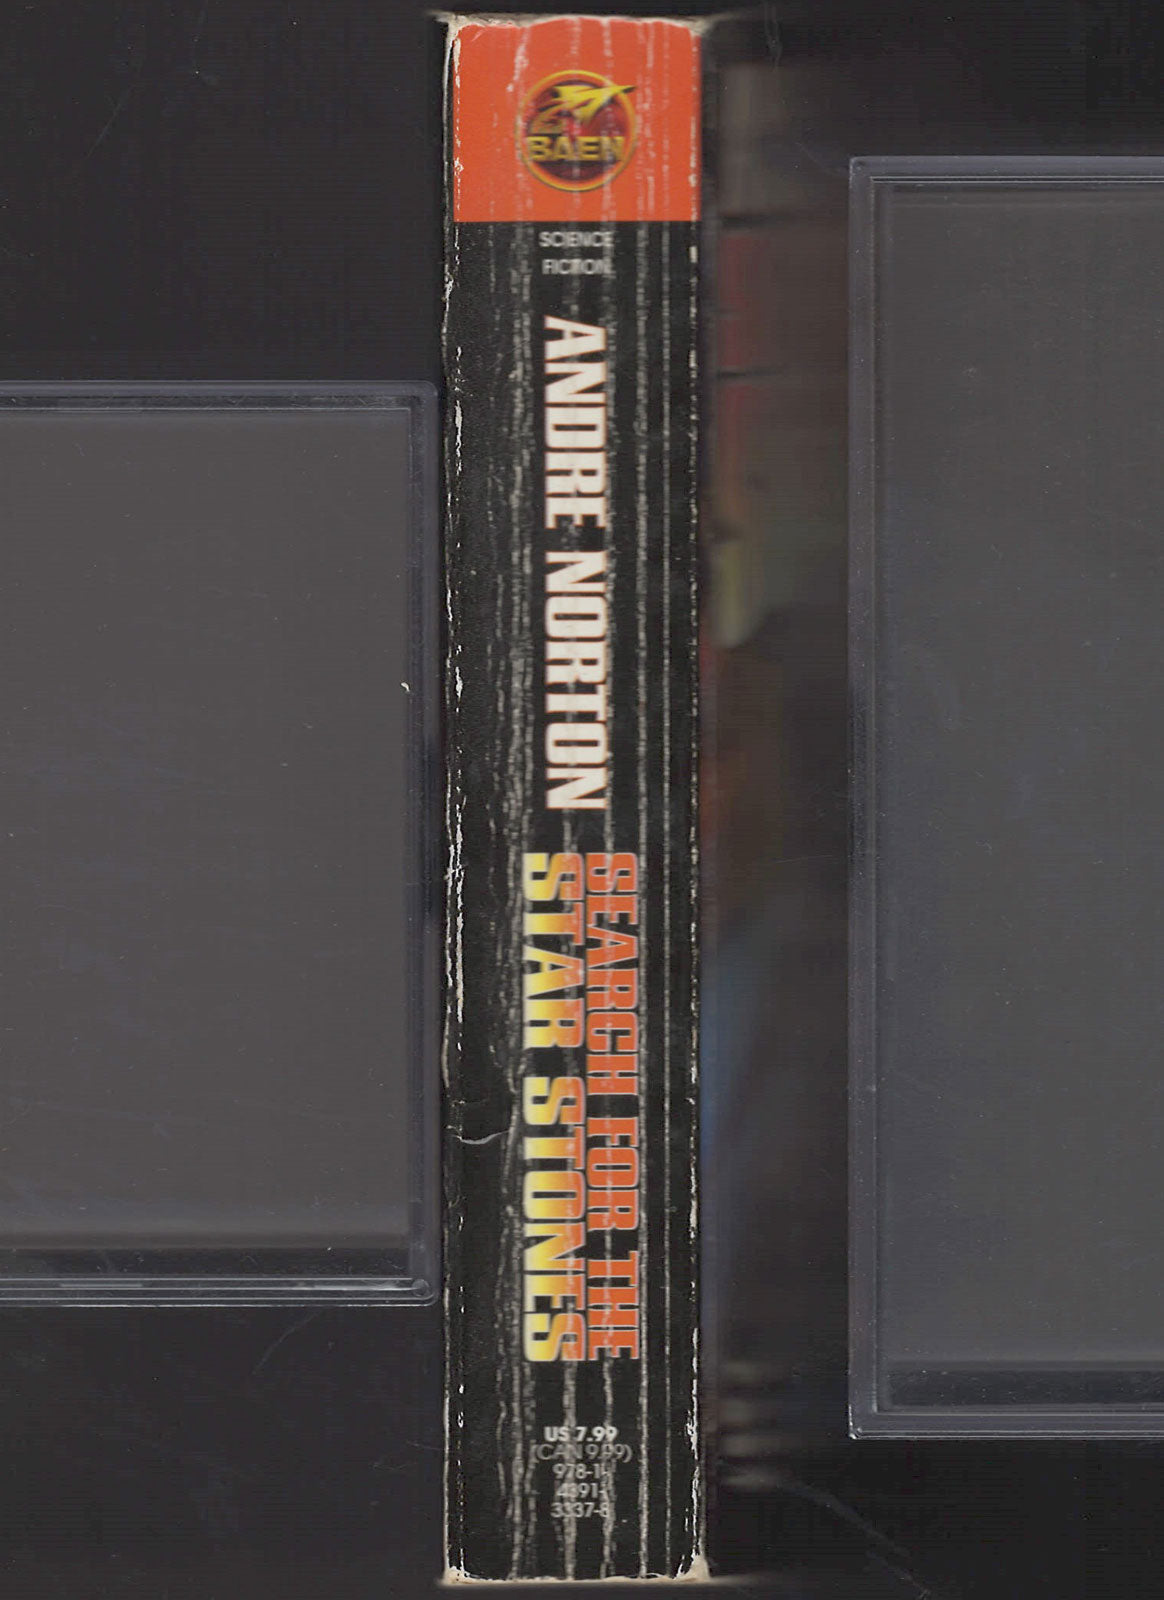 BAEN
SCIENCE
FICTION
ANDRE NORTON
SEARCH FOR THE
STAR STONES
US 7.99
(CAN 9.99)
978-1-
4391-
3337-8